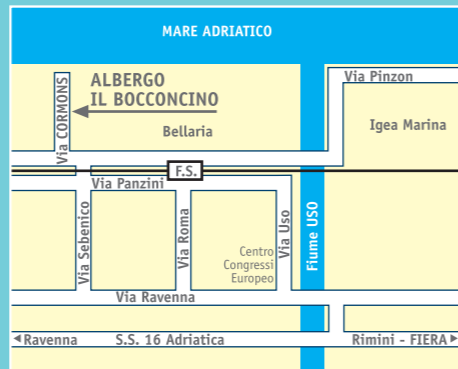 MARE ADRIATICO
Via CORMONS
ALBERGO
IL BOCCONCINO
Via Pinzon
Bellaria
Igea Marina
F.S.
Via Panzini
Via Sebenico
Via Roma
Via Uso
Fiume USO
Centro
Congressi
Europeo
Via Ravenna
Ravenna
S.S. 16 Adriatica
Rimini - FIERA